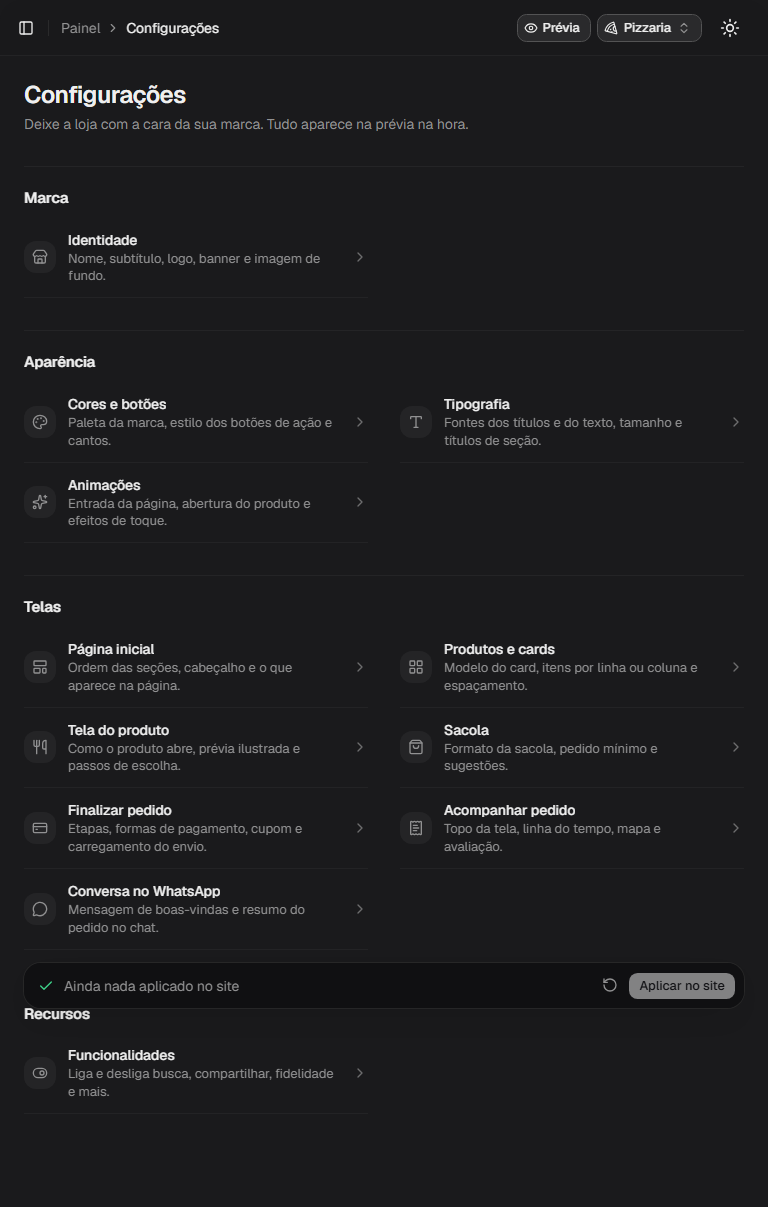 Painel > Configurações
Prévia
Pizzaria
Configurações
Deixe a loja com a cara da sua marca. Tudo aparece na prévia na hora.
Marca
Identidade
Nome, subtítulo, logo, banner e imagem de
fundo.
Aparência
Cores e botões
Paleta da marca, estilo dos botões de ação e
cantos.
Tipografia
Fontes dos títulos e do texto, tamanho e
títulos de seção.
Animações
Entrada da página, abertura do produto e
efeitos de toque.
Telas
Página inicial
Ordem das seções, cabeçalho e o que
aparece na página.
Produtos e cards
Modelo do card, itens por linha ou coluna e
espaçamento.
Tela do produto
Como o produto abre, prévia ilustrada e
passos de escolha.
Sacola
Formato da sacola, pedido mínimo e
sugestões.
Finalizar pedido
Etapas, formas de pagamento, cupom e
carregamento do envio.
Acompanhar pedido
Topo da tela, linha do tempo, mapa e
avaliação.
Conversa no WhatsApp
Mensagem de boas-vindas e resumo do
pedido no chat.
Ainda nada aplicado no site
Aplicar no site
Recursos
Funcionalidades
Liga e desliga busca, compartilhar, fidelidade
e mais.